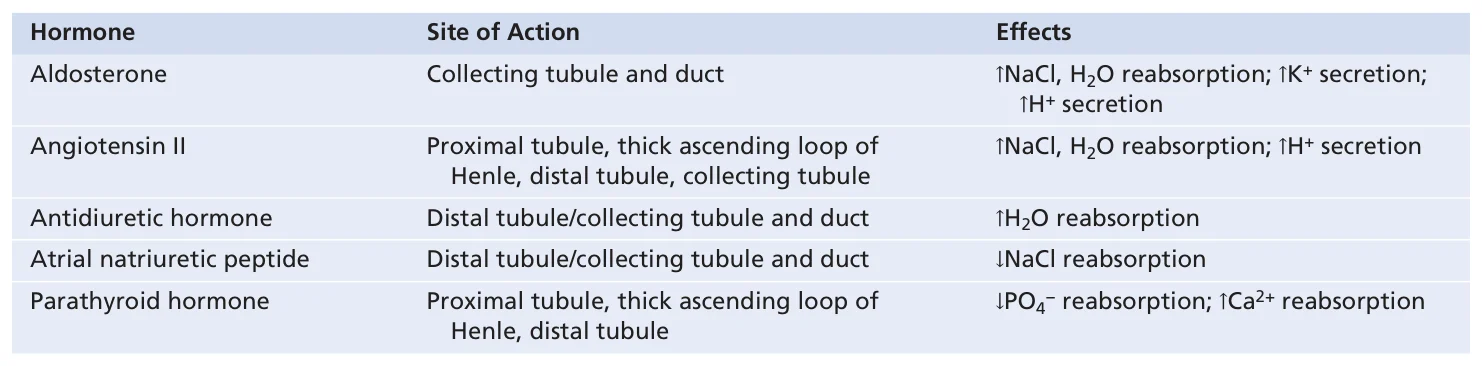 Hormone Site of Action Effects
Aldosterone Collecting tubule and duct ↑NaCl, H₂O reabsorption; ↑K⁺ secretion;
↑H⁺ secretion
Angiotensin II Proximal tubule, thick ascending loop of ↑NaCl, H₂O reabsorption; ↑H⁺ secretion
Henle, distal tubule, collecting tubule
Antidiuretic hormone Distal tubule/collecting tubule and duct ↑H₂O reabsorption
Atrial natriuretic peptide Distal tubule/collecting tubule and duct ↓NaCl reabsorption
Parathyroid hormone Proximal tubule, thick ascending loop of ↓PO₄⁻ reabsorption; ↑Ca²⁺ reabsorption
Henle, distal tubule